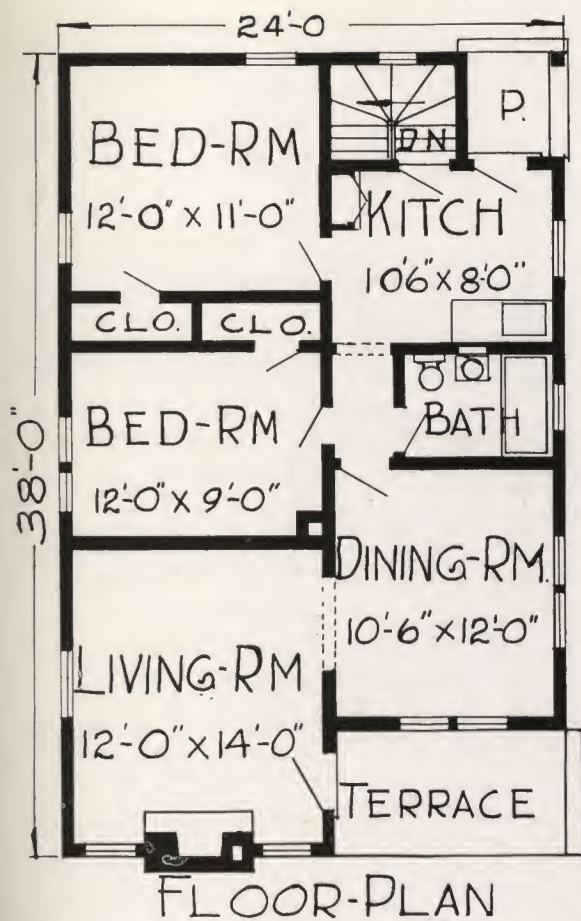 24'-0
38'-0"
BED-RM
12'-0" X 11'-0"
DN
P.
KITCH
10'6" X 8'-0"
CLO.
CLO.
BED-RM
12'-0" X 9'-0"
BATH
DINING-RM.
10'-6" X 12'-0"
LIVING-RM
12'-0" X 14'-0"
TERRACE
FLOOR-PLAN